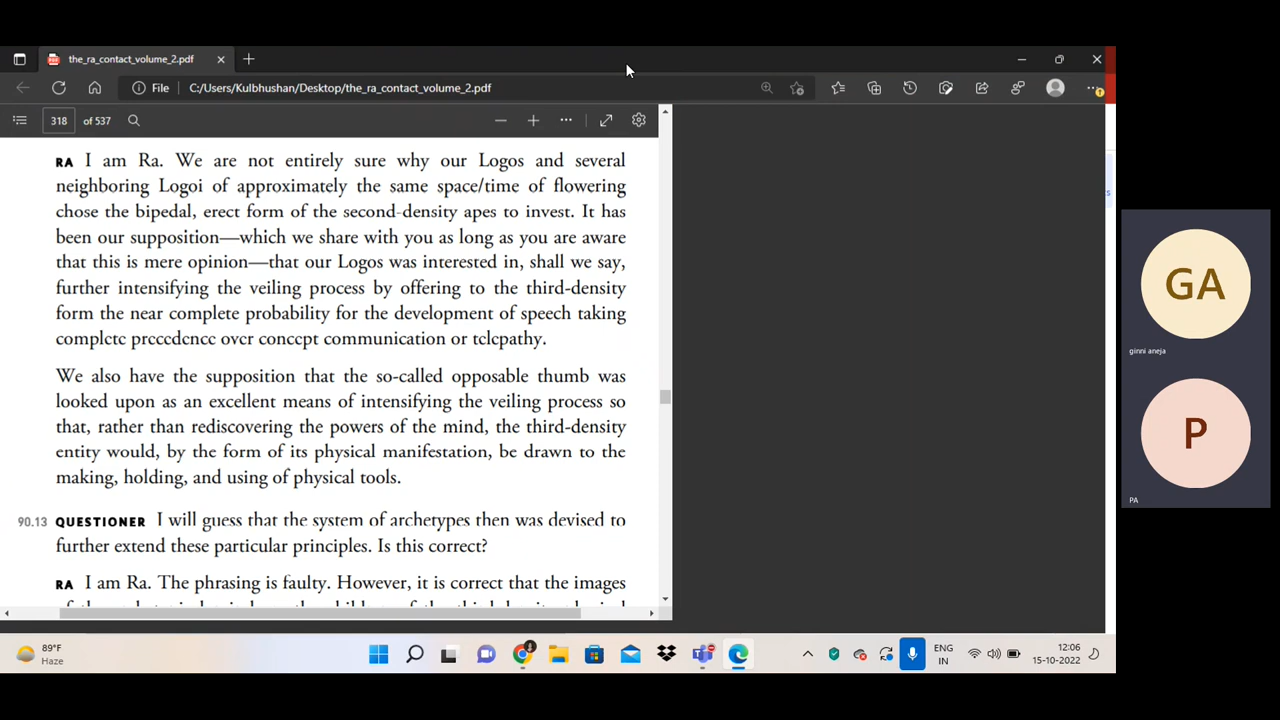 the_ra_contact_volume_2.pdf
File C:/Users/Kulbhushan/Desktop/the_ra_contact_volume_2.pdf
318 of 537
RA I am Ra. We are not entirely sure why our Logos and several
neighboring Logoi of approximately the same space/time of flowering
chose the bipedal, erect form of the second-density apes to invest. It has
been our supposition—which we share with you as long as you are aware
that this is mere opinion—that our Logos was interested in, shall we say,
further intensifying the veiling process by offering to the third-density
form the near complete probability for the development of speech taking
complete precedence over concept communication or telepathy.
We also have the supposition that the so-called opposable thumb was
looked upon as an excellent means of intensifying the veiling process so
that, rather than rediscovering the powers of the mind, the third-density
entity would, by the form of its physical manifestation, be drawn to the
making, holding, and using of physical tools.
90.13 QUESTIONER I will guess that the system of archetypes then was devised to
further extend these particular principles. Is this correct?
RA I am Ra. The phrasing is faulty. However, it is correct that the images
GA
ginni aneja
P
PA
89°F
Haze
ENG
IN
12:06
15-10-2022